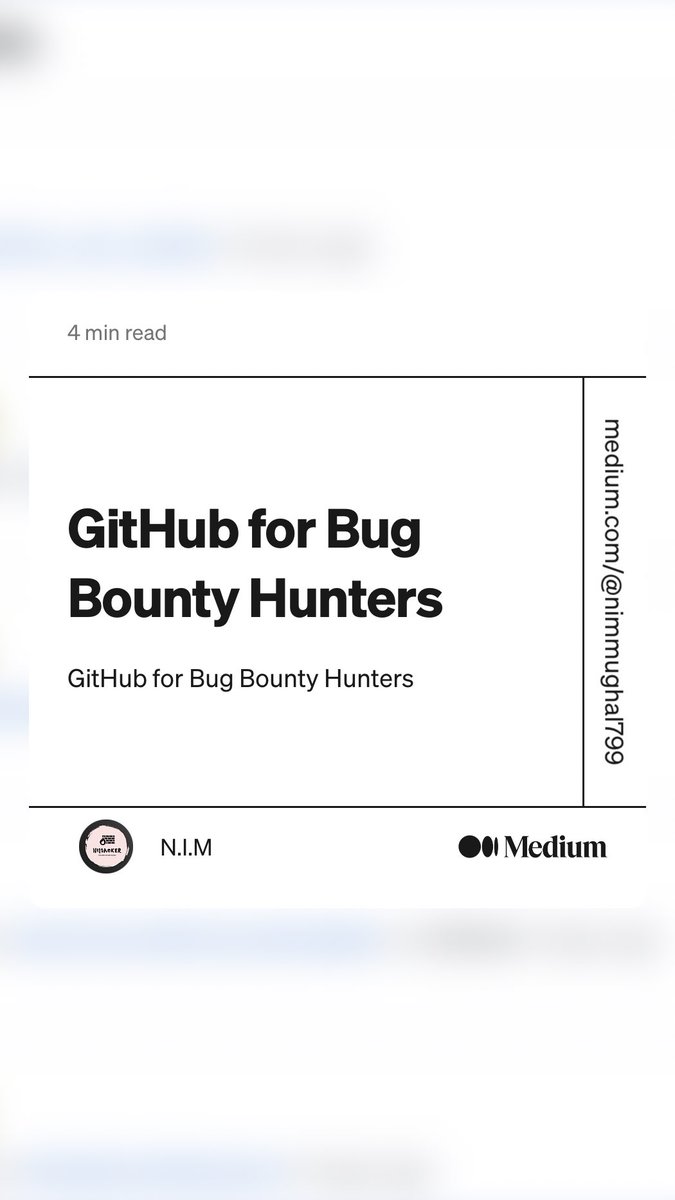 4 min read
GitHub for Bug
Bounty Hunters
GitHub for Bug Bounty Hunters
medium.com/@nimmughal799
N.I.M
Medium